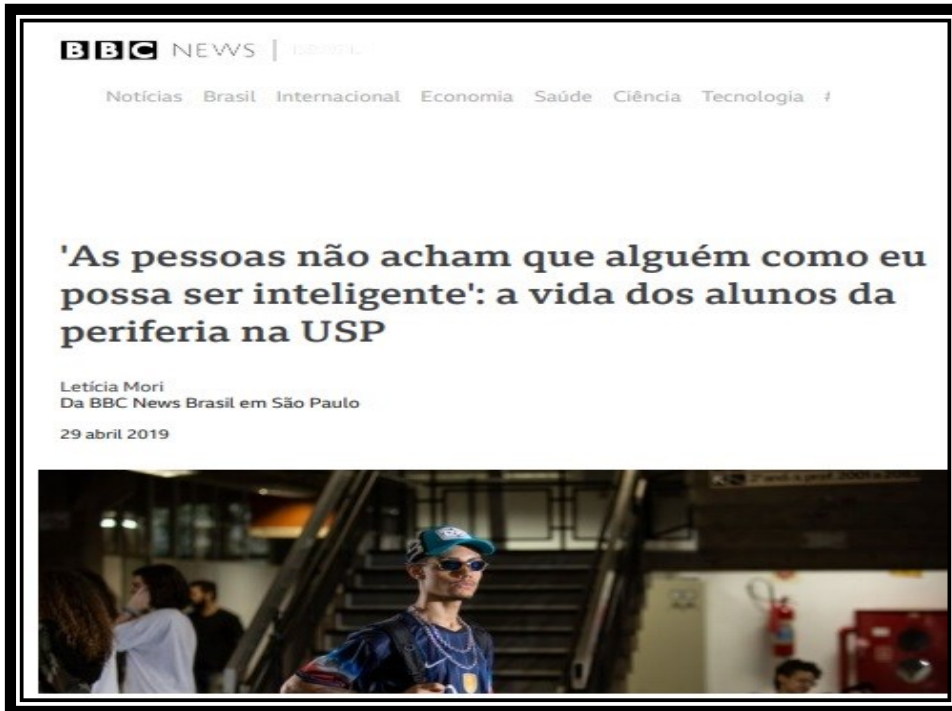 BBC NEWS
Notícias Brasil Internacional Economia Saúde Ciência Tecnologia
'As pessoas não acham que alguém como eu
possa ser inteligente': a vida dos alunos da
periferia na USP
Letícia Mori
Da BBC News Brasil em São Paulo
29 abril 2019